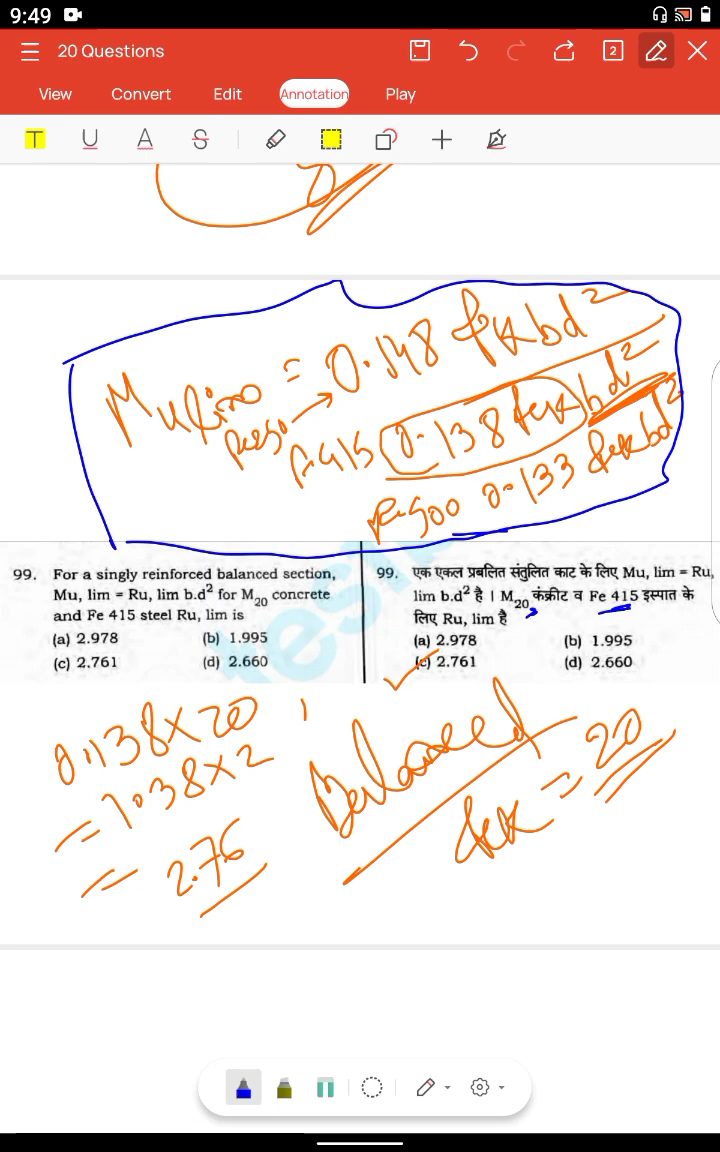 9:49
20 Questions
2
View Convert Edit Annotation Play
T U A S
Mulim = 0.148 fck bd²
Fe250
Fe415 0.138 fck bd²
Fe500 0.133 fck bd²
99. For a singly reinforced balanced section,
Mu, lim = Ru, lim b.d² for M20 concrete
and Fe 415 steel Ru, lim is
(a) 2.978 (b) 1.995
(c) 2.761 (d) 2.660
99. एक एकल प्रबलित संतुलित काट के लिए Mu, lim = Ru,
lim b.d² है । M20 कंक्रीट व Fe 415 इस्पात के
लिए Ru, lim है
(a) 2.978 (b) 1.995
(c) 2.761 (d) 2.660
0.138 × 20
= 1.38 × 2
= 2.76
Balanced
fck = 20